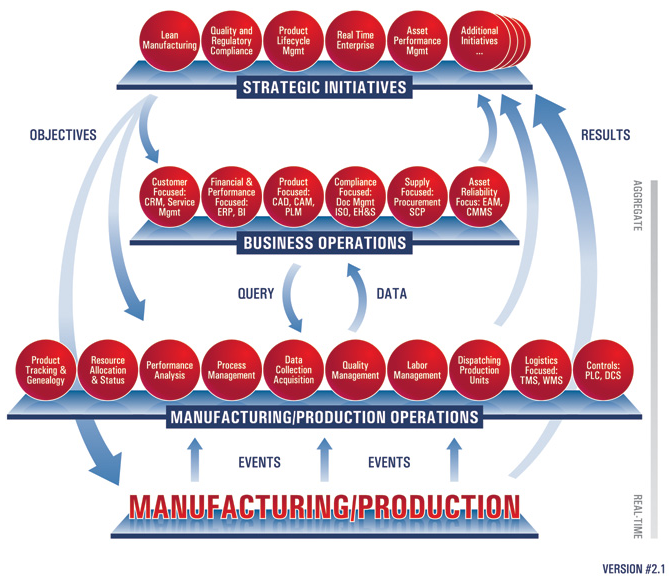 Lean
Manufacturing
Quality and
Regulatory
Compliance
Product
Lifecycle
Mgmt
Real Time
Enterprise
Asset
Performance
Mgmt
Additional
Initiatives
...
STRATEGIC INITIATIVES
OBJECTIVES
RESULTS
Customer
Focused:
CRM, Service
Mgmt
Financial &
Performance
Focused:
ERP, BI
Product
Focused:
CAD, CAM,
PLM
Compliance
Focused:
Doc Mgmt
ISO, EH&S
Supply
Focused:
Procurement
SCP
Asset
Reliability
Focus: EAM,
CMMS
AGGREGATE
BUSINESS OPERATIONS
QUERY
DATA
Product
Tracking &
Genealogy
Resource
Allocation
& Status
Performance
Analysis
Process
Management
Data
Collection
Acquisition
Quality
Management
Labor
Management
Dispatching
Production
Units
Logistics
Focused:
TMS, WMS
Controls:
PLC, DCS
MANUFACTURING/PRODUCTION OPERATIONS
EVENTS
EVENTS
MANUFACTURING/PRODUCTION
REAL-TIME
VERSION #2.1